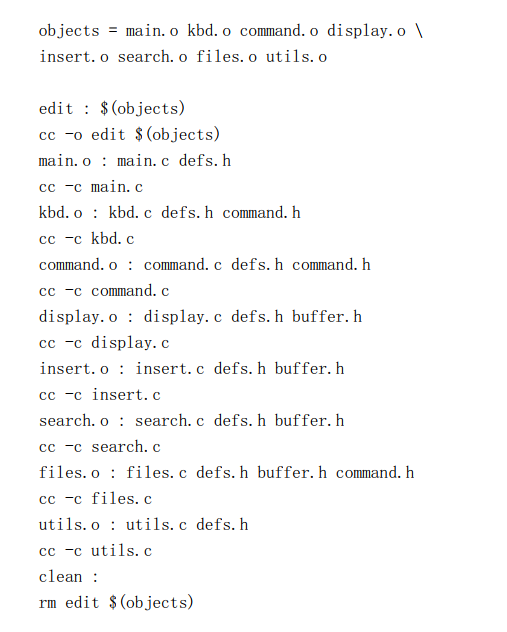 objects = main.o kbd.o command.o display.o \
insert.o search.o files.o utils.o

edit : $(objects)
cc -o edit $(objects)
main.o : main.c defs.h
cc -c main.c
kbd.o : kbd.c defs.h command.h
cc -c kbd.c
command.o : command.c defs.h command.h
cc -c command.c
display.o : display.c defs.h buffer.h
cc -c display.c
insert.o : insert.c defs.h buffer.h
cc -c insert.c
search.o : search.c defs.h buffer.h
cc -c search.c
files.o : files.c defs.h buffer.h command.h
cc -c files.c
utils.o : utils.c defs.h
cc -c utils.c
clean :
rm edit $(objects)